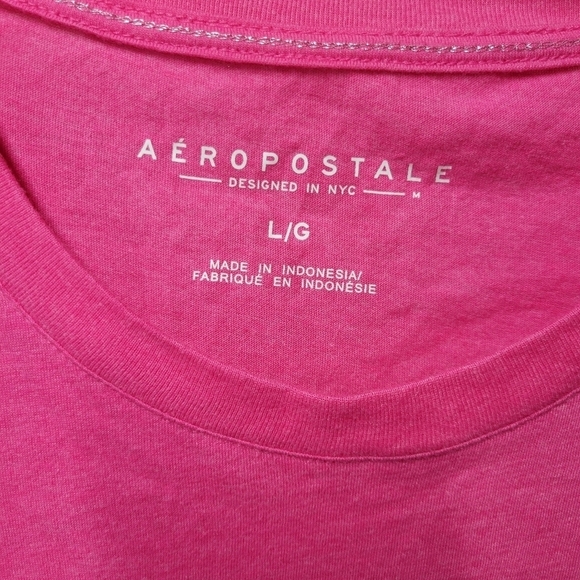 AÉROPOSTALE
DESIGNED IN NYC M
L/G
MADE IN INDONESIA/
FABRIQUÉ EN INDONÉSIE